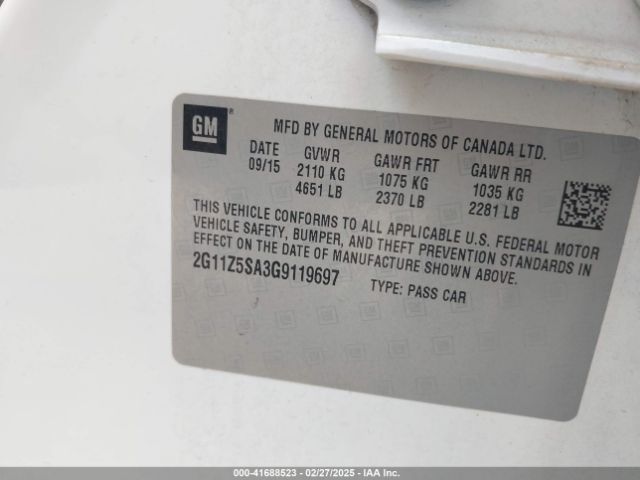 GM
MFD BY GENERAL MOTORS OF CANADA LTD.
DATE GVWR GAWR FRT GAWR RR
09/15 2110 KG 1075 KG 1035 KG
4651 LB 2370 LB 2281 LB
THIS VEHICLE CONFORMS TO ALL APPLICABLE U.S. FEDERAL MOTOR
VEHICLE SAFETY, BUMPER, AND THEFT PREVENTION STANDARDS IN
EFFECT ON THE DATE OF MANUFACTURE SHOWN ABOVE.
2G11Z5SA3G9119697 TYPE: PASS CAR
000-41688523 - 02/27/2025 - IAAI.COM